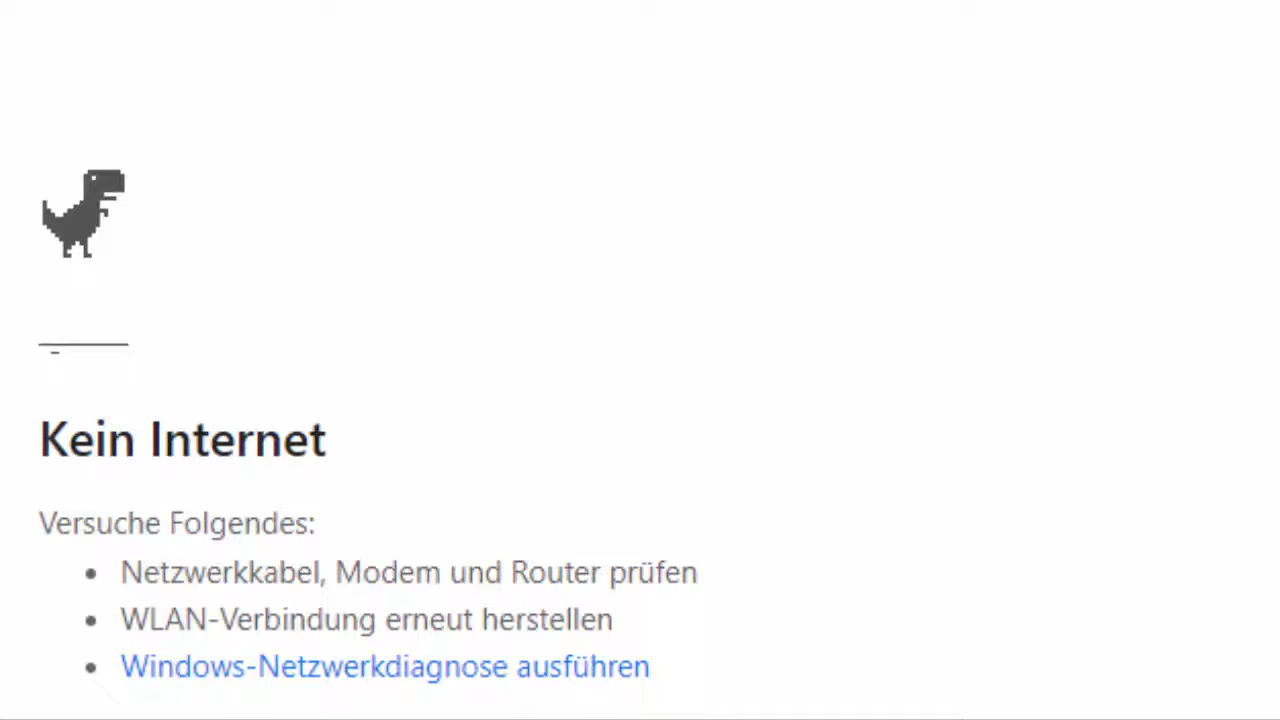 Kein Internet
Versuche Folgendes:
Netzwerkkabel, Modem und Router prüfen
WLAN-Verbindung erneut herstellen
Windows-Netzwerkdiagnose ausführen